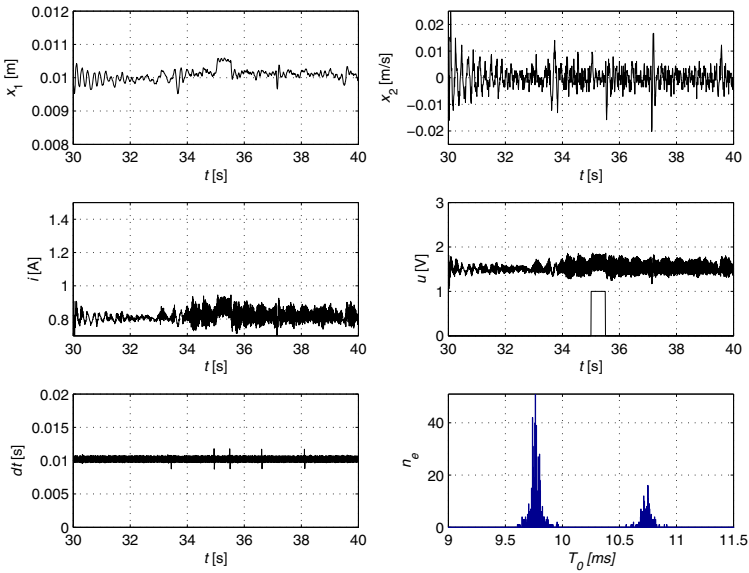 0.012
0.011
0.01
0.009
0.008
x1 [m]
30 32 34 36 38 40
t [s]
0.02
0.01
0
−0.01
−0.02
x2 [m/s]
30 32 34 36 38 40
t [s]
1.4
1.2
1
0.8
i [A]
30 32 34 36 38 40
t [s]
3
2
1
0
u [V]
30 32 34 36 38 40
t [s]
0.02
0.015
0.01
0.005
0
dt [s]
30 32 34 36 38 40
t [s]
40
20
0
ne
9 9.5 10 10.5 11 11.5
T0 [ms]